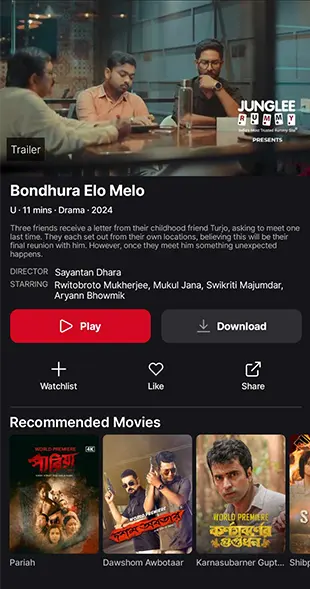 JUNGLEE
RUMMY
India's Most Trusted Rummy Site
PRESENTS
Trailer
Bondhura Elo Melo
U · 11 mins · Drama · 2024
Three friends receive a letter from their childhood friend Turjo, asking to meet one
last time. They each set out from their own locations, believing this will be their
final reunion with him. However, once they meet him something unexpected
happens.
DIRECTOR Sayantan Dhara
STARRING Rwitobroto Mukherjee, Mukul Jana, Swikriti Majumdar,
Aryann Bhowmik
Play
Download
Watchlist
Like
Share
Recommended Movies
WORLD PREMIERE
4K
পারিয়া
WORLD PREMIERE
দশম অবতার
WORLD PREMIERE
কর্ণসুবর্ণের
গুপ্তধন
S
Pariah
Dawshom Awbotaar
Karnasubarner Gupt...
Shibp